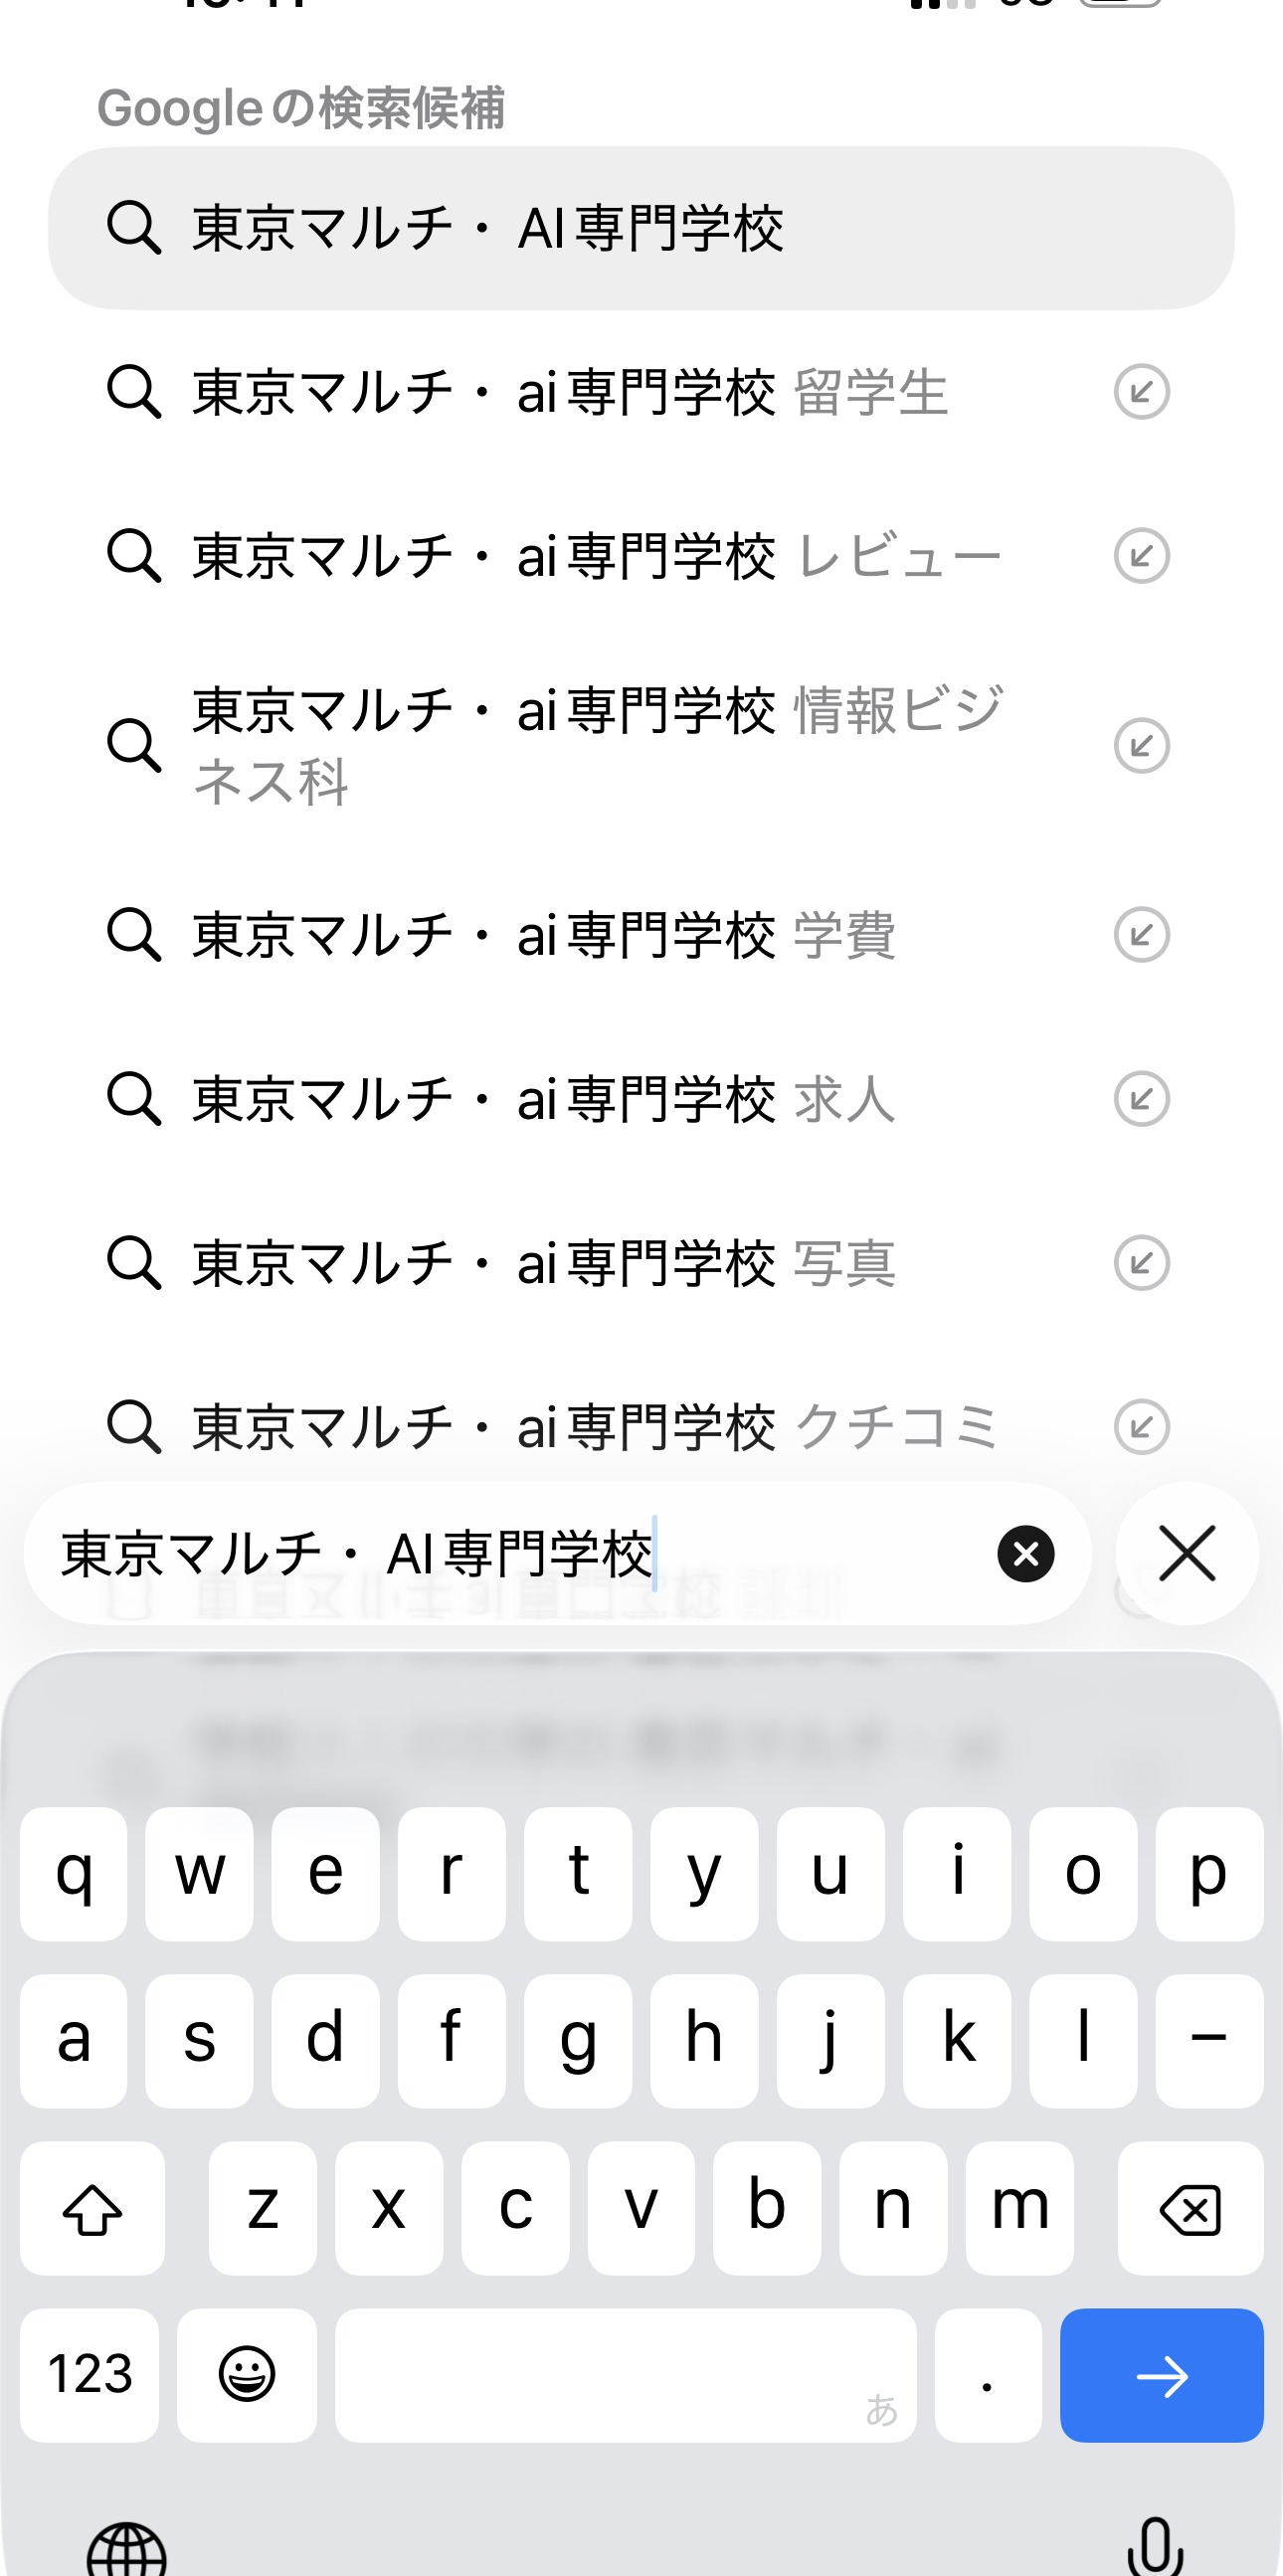 Googleの検索候補
東京マルチ・ AI専門学校
東京マルチ・ ai専門学校 留学生
東京マルチ・ ai専門学校 レビュー
東京マルチ・ ai専門学校 情報ビジ
ネス科
東京マルチ・ ai専門学校 学費
東京マルチ・ ai専門学校 求人
東京マルチ・ ai専門学校 写真
東京マルチ・ ai専門学校 クチコミ
東京マルチ・ AI専門学校
q w e r t y u i o p
a s d f g h j k l –
z x c v b n m
123 あ .